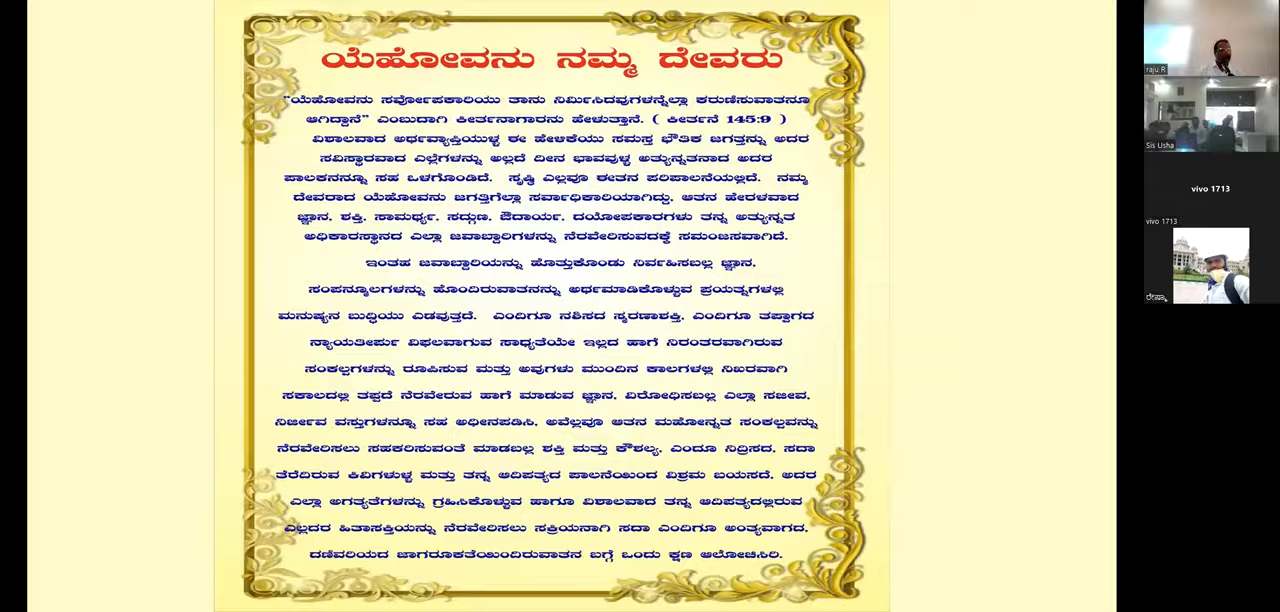 ಯೆಹೋವನು ನಮ್ಮ ದೇವರು
"ಯೆಹೋವನು ಸರ್ವೋಪಕಾರಿಯು ತಾನು ನಿರ್ಮಿಸಿದವುಗಳನ್ನೆಲ್ಲಾ ಕರುಣಿಸುವಾತನೂ
ಆಗಿದ್ದಾನೆ" ಎಂಬುದಾಗಿ ಕೀರ್ತನಾಗಾರನು ಹೇಳುತ್ತಾನೆ. ( ಕೀರ್ತನೆ 145:9 )
ವಿಶಾಲವಾದ ಅರ್ಥವ್ಯಾಪ್ತಿಯುಳ್ಳ ಈ ಹೇಳಿಕೆಯು ಸಮಸ್ತ ಭೌತಿಕ ಜಗತ್ತನ್ನು ಅದರ
ಸವಿಸ್ತಾರವಾದ ಎಲ್ಲೆಗಳನ್ನು ಅಲ್ಲದೆ ದೀನ ಭಾವವುಳ್ಳ ಅತ್ಯುನ್ನತನಾದ ಅದರ
ಪಾಲಕನನ್ನೂ ಸಹ ಒಳಗೊಂಡಿದೆ. ಸೃಷ್ಟಿ ಎಲ್ಲವೂ ಈತನ ಪರಿಪಾಲನೆಯಲ್ಲಿದೆ. ನಮ್ಮ
ದೇವರಾದ ಯೆಹೋವನು ಜಗತ್ತಿಗೆಲ್ಲಾ ಸರ್ವಾಧಿಕಾರಿಯಾಗಿದ್ದು, ಆತನ ಹೇರಳವಾದ
ಜ್ಞಾನ, ಶಕ್ತಿ, ಸಾಮರ್ಥ್ಯ, ಸದ್ಗುಣ, ಔದಾರ್ಯ, ದಯೋಪಕಾರಗಳು ತನ್ನ ಅತ್ಯುನ್ನತ
ಅಧಿಕಾರಸ್ಥಾನದ ಎಲ್ಲಾ ಜವಾಬ್ದಾರಿಗಳನ್ನು ನೆರವೇರಿಸುವದಕ್ಕೆ ಸಮಂಜಸವಾಗಿದೆ.
ಇಂತಹ ಜವಾಬ್ದಾರಿಯನ್ನು ಹೊತ್ತುಕೊಂಡು ನಿರ್ವಹಿಸಬಲ್ಲ ಜ್ಞಾನ,
ಸಂಪನ್ಮೂಲಗಳನ್ನು ಹೊಂದಿರುವಾತನನ್ನು ಅರ್ಥಮಾಡಿಕೊಳ್ಳುವ ಪ್ರಯತ್ನಗಳಲ್ಲಿ
ಮನುಷ್ಯನ ಬುದ್ಧಿಯು ಎಡವುತ್ತದೆ. ಎಂದಿಗೂ ನಶಿಸದ ಸ್ಮರಣಾಶಕ್ತಿ, ಎಂದಿಗೂ ತಪ್ಪಾಗದ
ನ್ಯಾಯತೀರ್ಪು ವಿಫಲವಾಗುವ ಸಾಧ್ಯತೆಯೇ ಇಲ್ಲದ ಹಾಗೆ ನಿರಂತರವಾಗಿರುವ
ಸಂಕಲ್ಪಗಳನ್ನು ರೂಪಿಸುವ ಮತ್ತು ಅವುಗಳು ಮುಂದಿನ ಕಾಲಗಳಲ್ಲಿ ನಿಖರವಾಗಿ
ಸಕಾಲದಲ್ಲಿ ತಪ್ಪದೆ ನೆರವೇರುವ ಹಾಗೆ ಮಾಡುವ ಜ್ಞಾನ, ವಿರೋಧಿಸಬಲ್ಲ ಎಲ್ಲಾ ಸಜೀವ,
ನಿರ್ಜೀವ ವಸ್ತುಗಳನ್ನೂ ಸಹ ಅಧೀನಪಡಿಸಿ, ಅವೆಲ್ಲವೂ ಆತನ ಮಹೋನ್ನತ ಸಂಕಲ್ಪವನ್ನು
ನೆರವೇರಿಸಲು ಸಹಕರಿಸುವಂತೆ ಮಾಡಬಲ್ಲ ಶಕ್ತಿ ಮತ್ತು ಕೌಶಲ್ಯ, ಎಂದೂ ನಿದ್ರಿಸದ, ಸದಾ
ತೆರೆದಿರುವ ಕಿವಿಗಳುಳ್ಳ ಮತ್ತು ತನ್ನ ಆದಿಪತ್ಯದ ಪಾಲನೆಯಿಂದ ವಿಶ್ರಮ ಬಯಸದೆ, ಅದರ
ಎಲ್ಲಾ ಅಗತ್ಯತೆಗಳನ್ನು ಗ್ರಹಿಸಿಕೊಳ್ಳುವ ಹಾಗೂ ವಿಶಾಲವಾದ ತನ್ನ ಆದಿಪತ್ಯದಲ್ಲಿರುವ
ಎಲ್ಲದರ ಹಿತಾಸಕ್ತಿಯನ್ನು ನೆರವೇರಿಸಲು ಸಕ್ರಿಯನಾಗಿ ಸದಾ ಎಂದಿಗೂ ಅಂತ್ಯವಾಗದ,
ದಣಿವರಿಯದ ಜಾಗರೂಕತೆಯಿಂದಿರುವಾತನ ಬಗ್ಗೆ ಒಂದು ಕ್ಷಣ ಆಲೋಚಿಸಿರಿ.
raju R
Sis Usha
vivo 1713
vivo 1713
ರೇಷ್ಮಾ